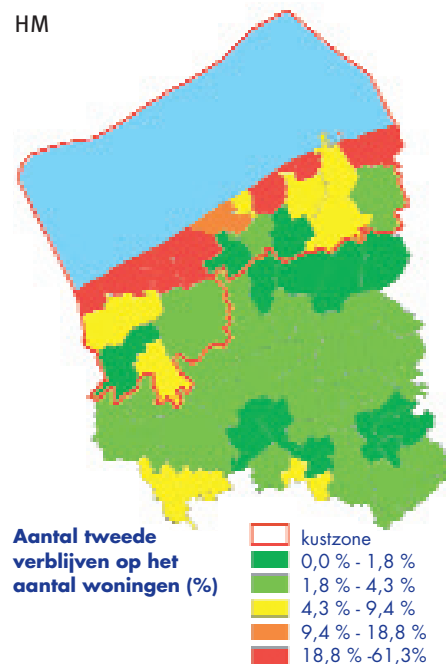 HM
Aantal tweede
verblijven op het
aantal woningen (%)
kustzone
0,0 % - 1,8 %
1,8 % - 4,3 %
4,3 % - 9,4 %
9,4 % - 18,8 %
18,8 % -61,3%